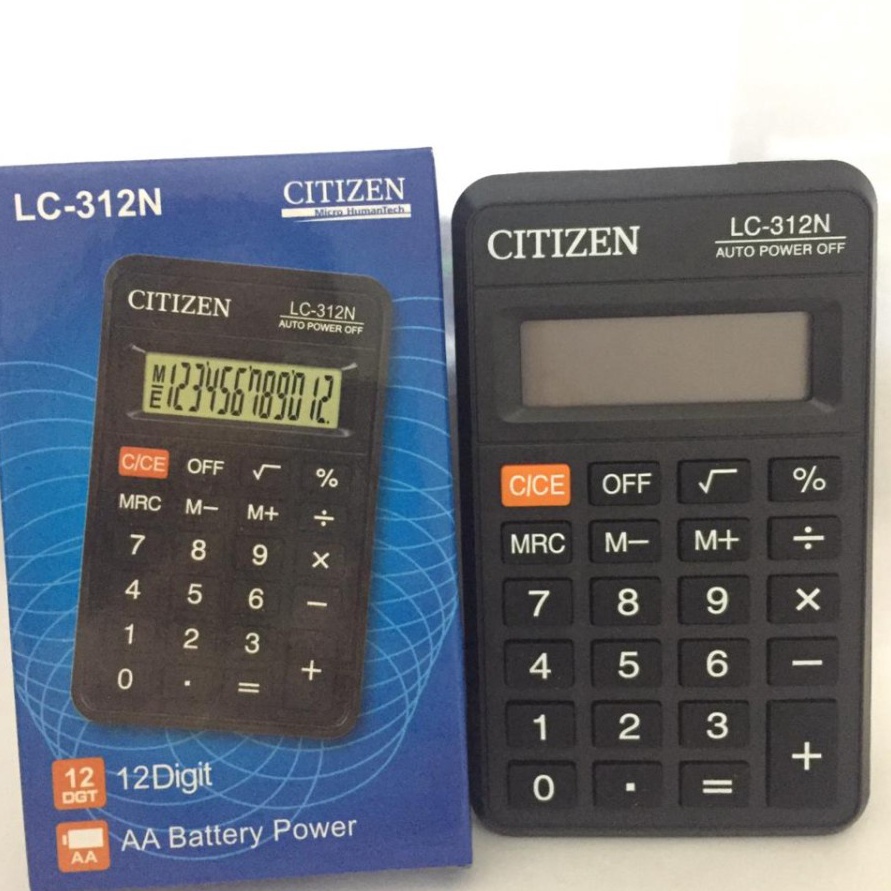 LC-312N
CITIZEN
Micro HumanTech
CITIZEN
LC-312N
AUTO POWER OFF
M
E
123456789012.
C/CE OFF √ %
MRC M− M+ ÷
7 8 9 ×
4 5 6 −
1 2 3
+
0 . =
12
DGT
12Digit
AA
AA Battery Power
CITIZEN
LC-312N
AUTO POWER OFF
C/CE OFF √ %
MRC M− M+ ÷
7 8 9 ×
4 5 6 −
1 2 3
+
0 . =